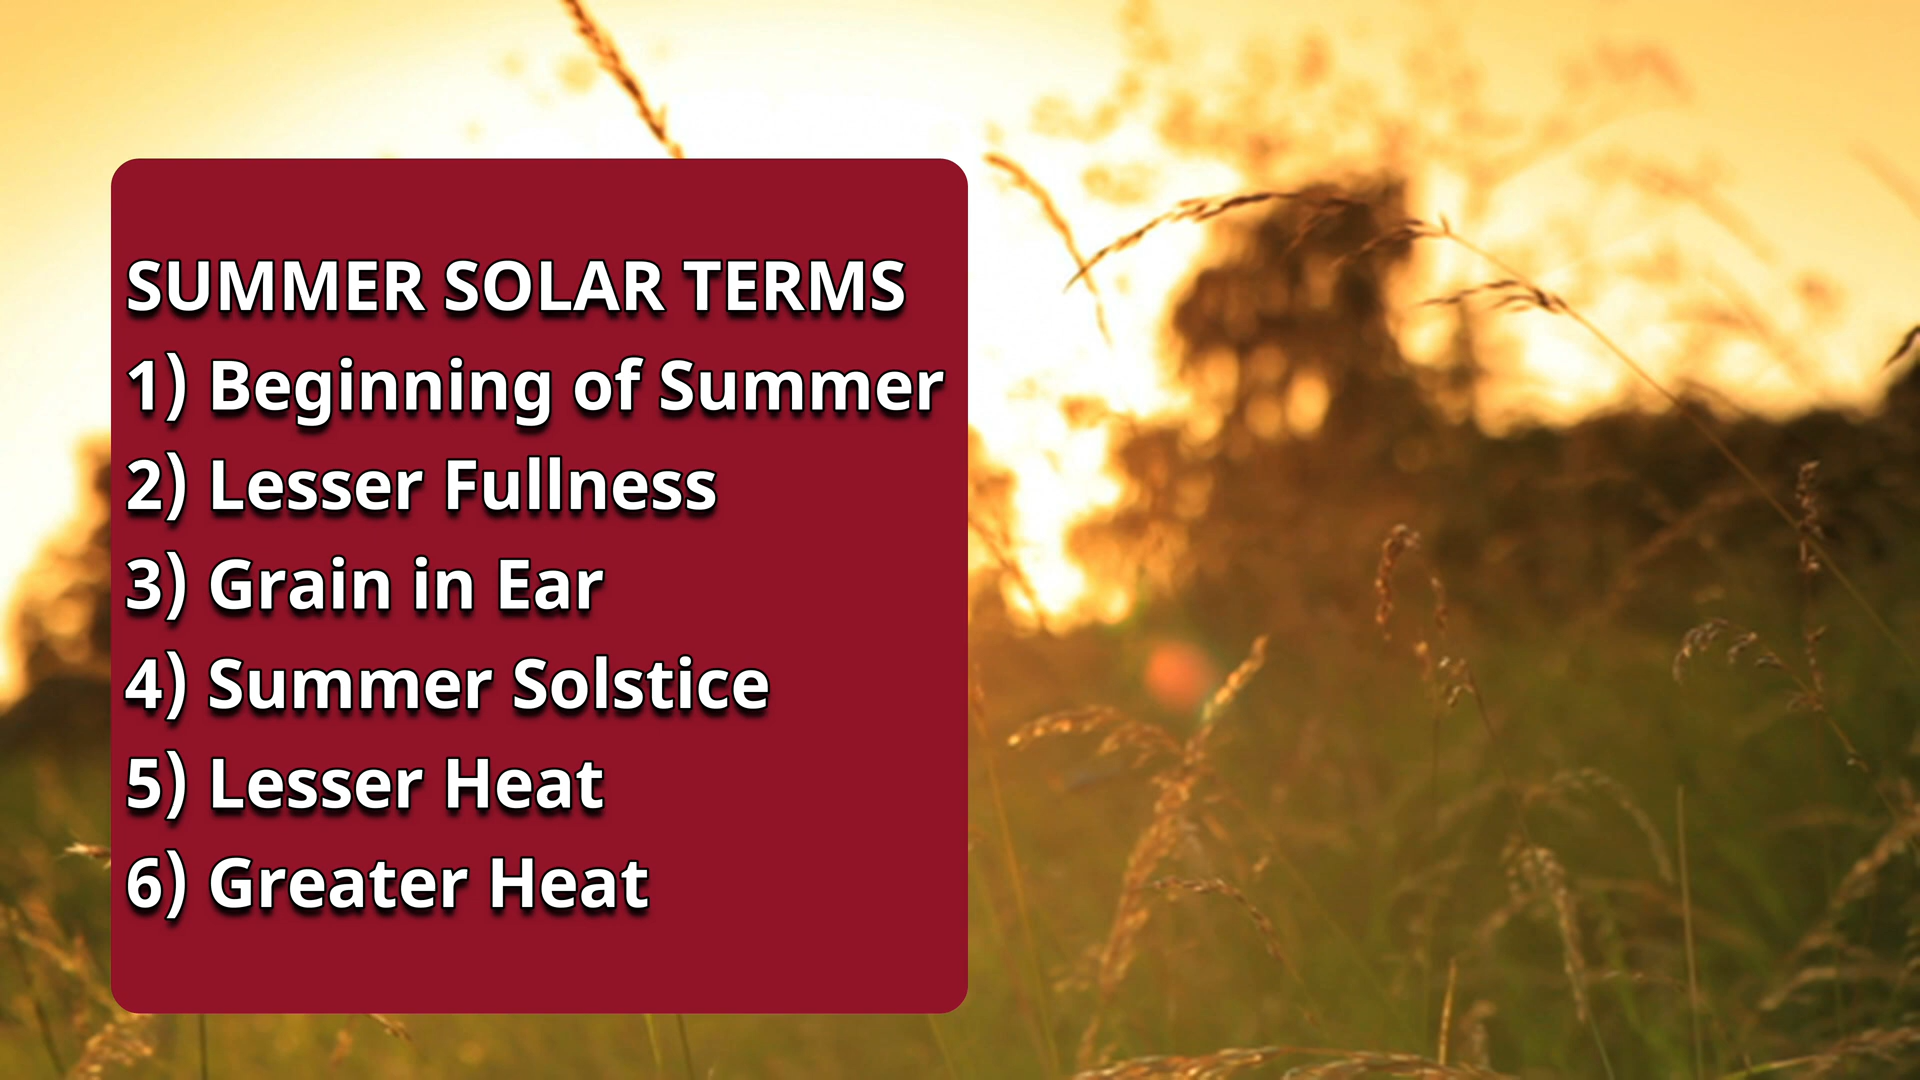 SUMMER SOLAR TERMS
1) Beginning of Summer
2) Lesser Fullness
3) Grain in Ear
4) Summer Solstice
5) Lesser Heat
6) Greater Heat